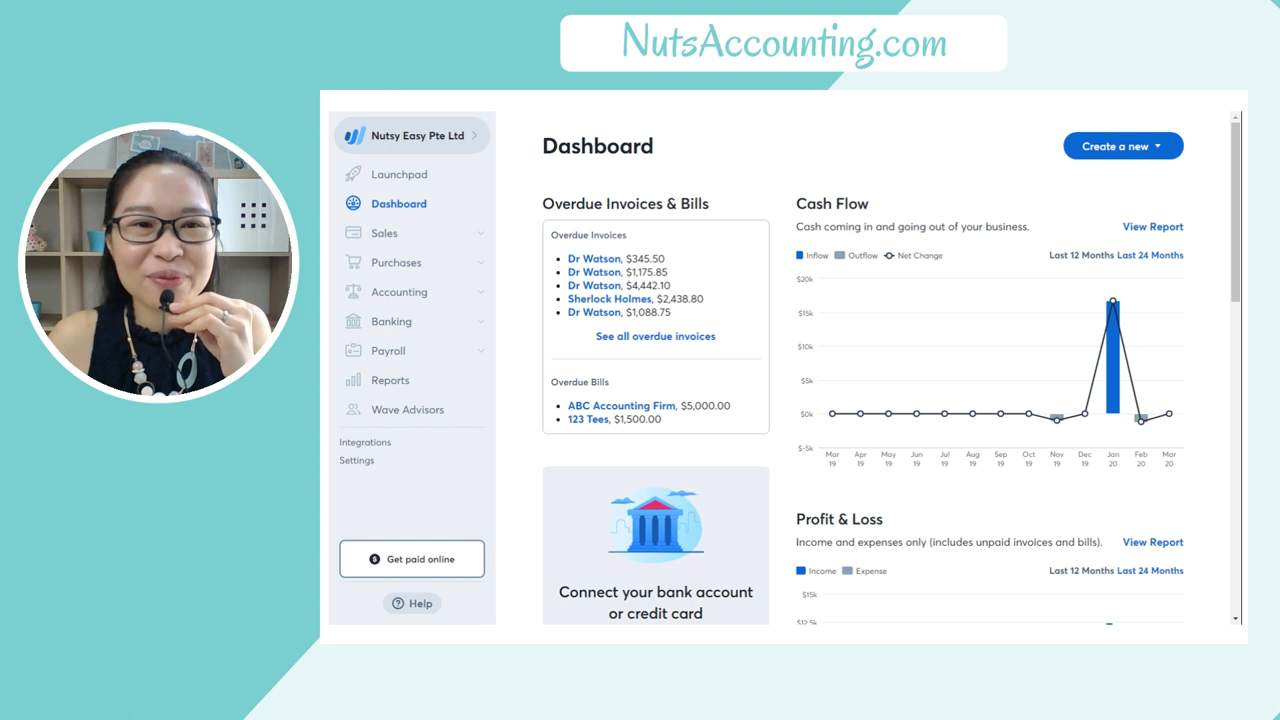 NutsAccounting.com
Nutsy Easy Pte Ltd
Launchpad
Dashboard
Sales
Purchases
Accounting
Banking
Payroll
Reports
Wave Advisors
Integrations
Settings
Get paid online
Help
Dashboard
Create a new
Overdue Invoices & Bills
Overdue Invoices
Dr Watson, $345.50
Dr Watson, $1,175.85
Dr Watson, $4,442.10
Sherlock Holmes, $2,438.80
Dr Watson, $1,088.75
See all overdue invoices
Overdue Bills
ABC Accounting Firm, $5,000.00
123 Tees, $1,500.00
Connect your bank account
or credit card
Cash Flow
Cash coming in and going out of your business.
View Report
Inflow Outflow Net Change
Last 12 Months Last 24 Months
$20k
$15k
$10k
$5k
$0k
$-5k
Mar Apr May Jun Jul Aug Sep Oct Nov Dec Jan Feb Mar
19 19 19 19 19 19 19 19 19 19 20 20 20
Profit & Loss
Income and expenses only (includes unpaid invoices and bills).
View Report
Income Expense
Last 12 Months Last 24 Months
$15k
$12.5k